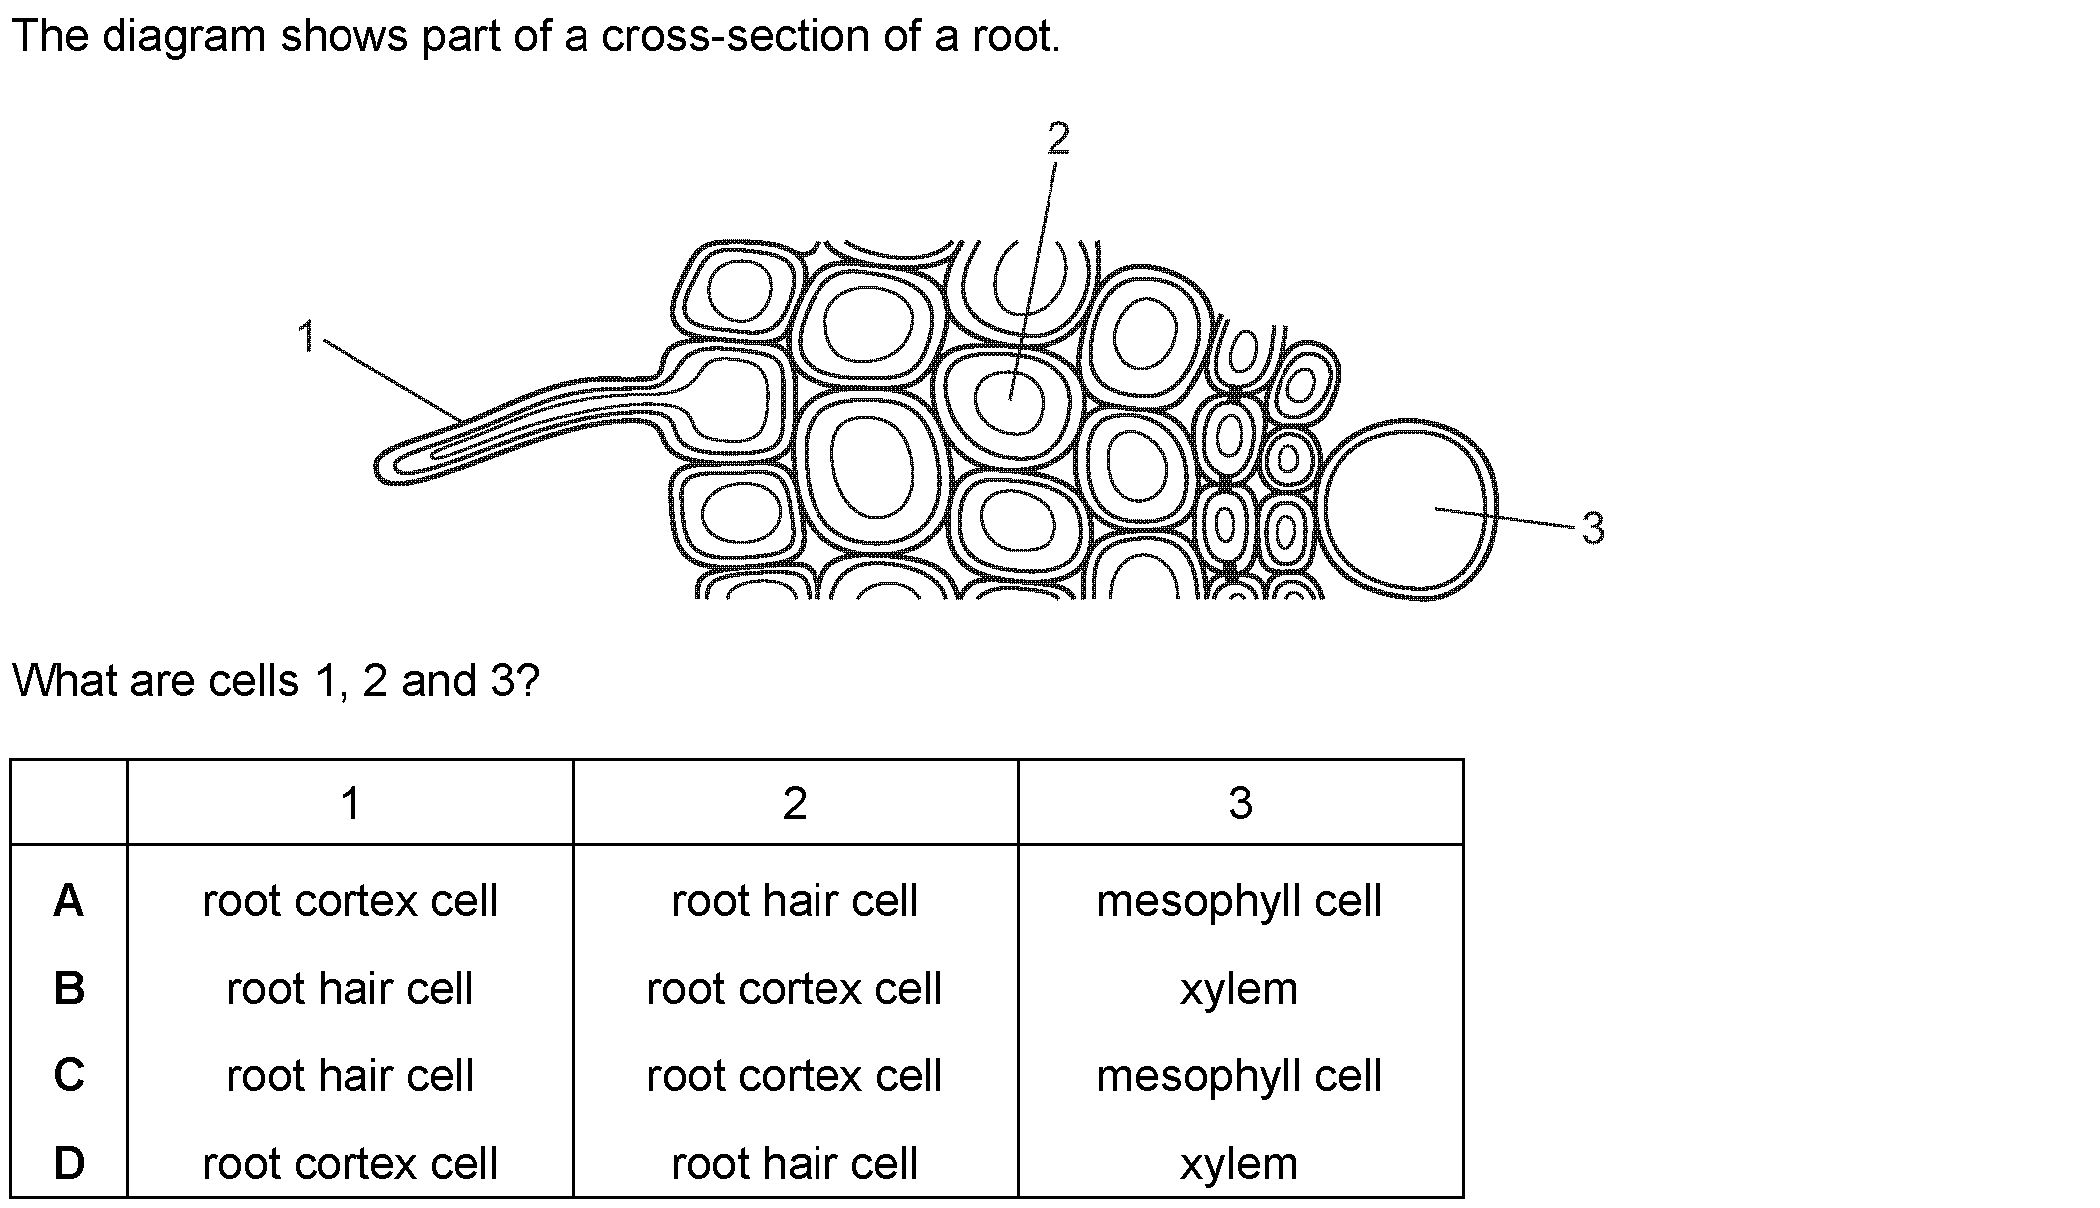 The diagram shows part of a cross-section of a root.
2
1
3
What are cells 1, 2 and 3?
1 2 3
A root cortex cell root hair cell mesophyll cell
B root hair cell root cortex cell xylem
C root hair cell root cortex cell mesophyll cell
D root cortex cell root hair cell xylem